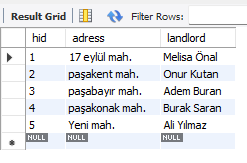 Result Grid Filter Rows:
hid adress landlord
1 17 eylül mah. Melisa Önal
2 paşakent mah. Onur Kutan
3 paşabayır mah. Adem Buran
4 paşakonak mah. Burak Saran
5 Yeni mah. Ali Yılmaz
NULL NULL NULL